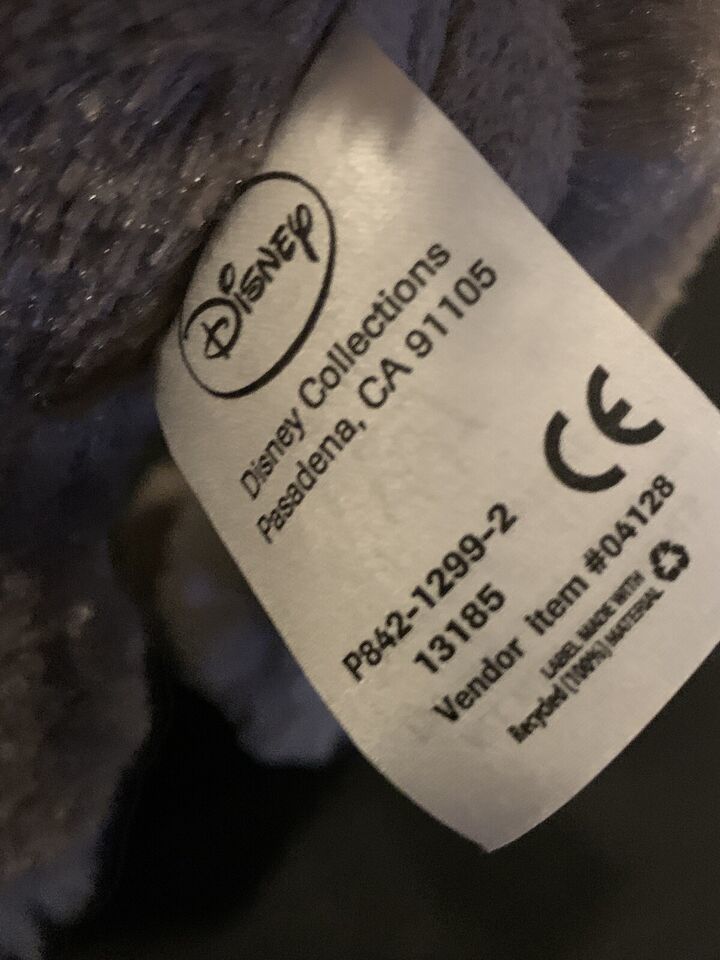 Disney
Disney Collections
Pasadena, CA 91105
CE
P842-1299-2
13185
Vendor item #04128
LABEL MADE WITH
Recycled (100%) MATERIAL